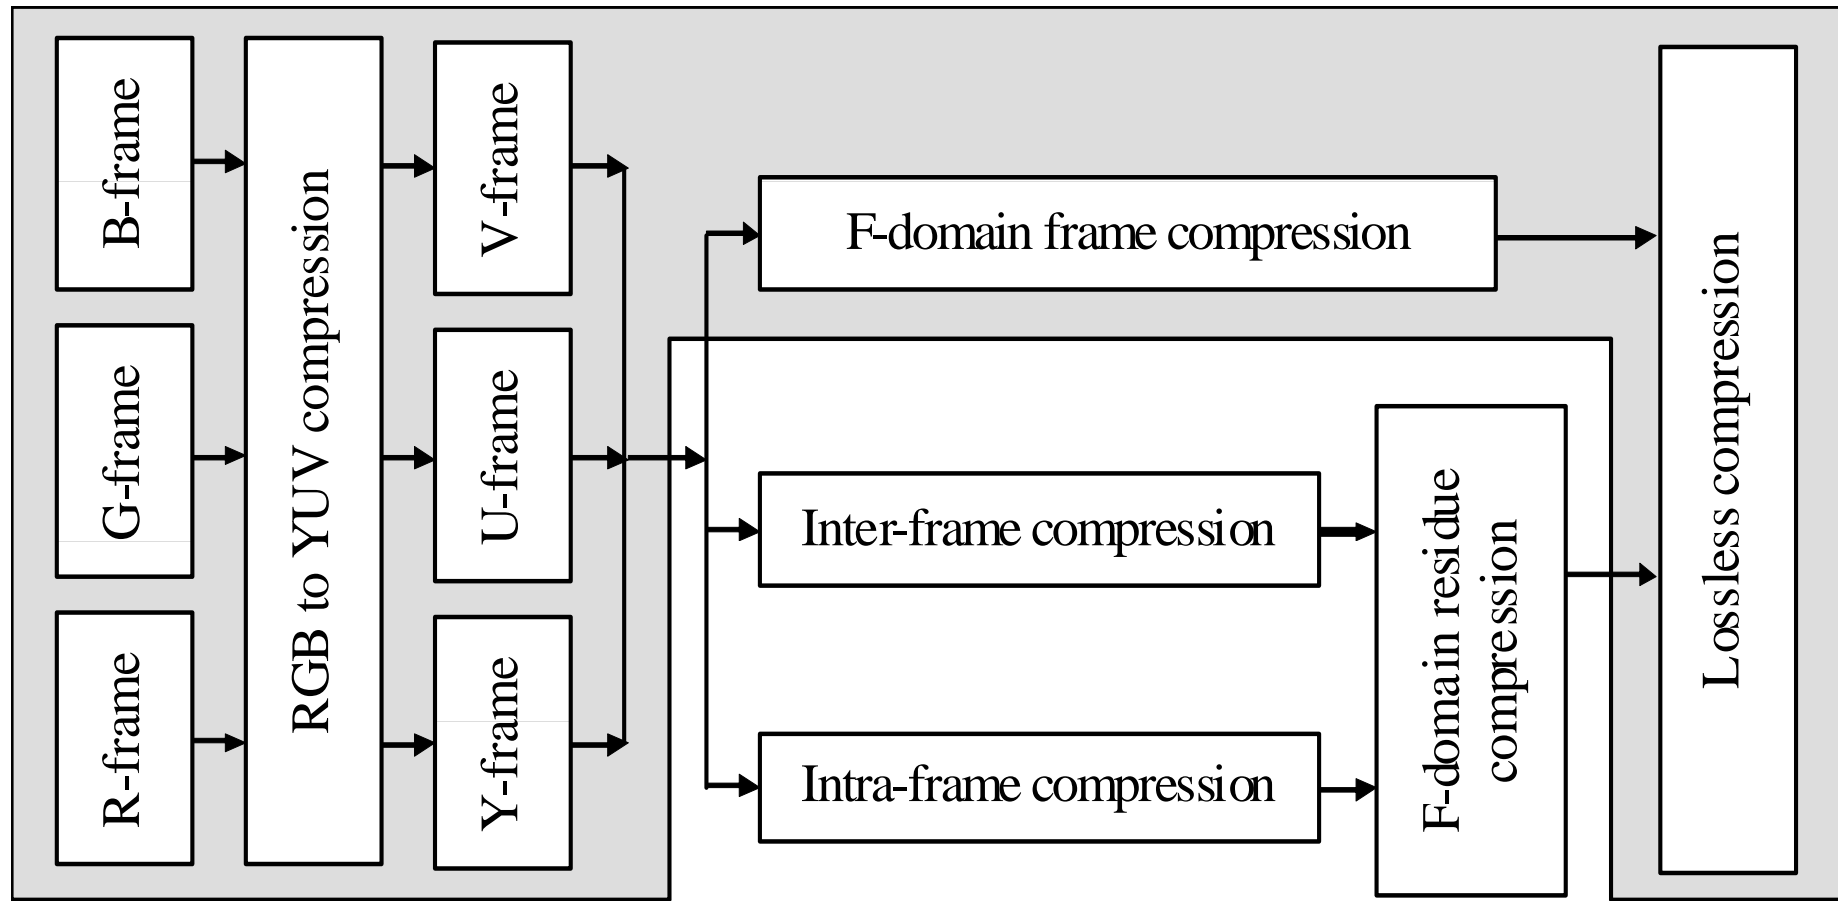 B-frame
G-frame
R-frame
RGB to YUV compression
V-frame
U-frame
Y-frame
F-domain frame compression
Inter-frame compression
Intra-frame compression
F-domain residue
compression
Lossless compression